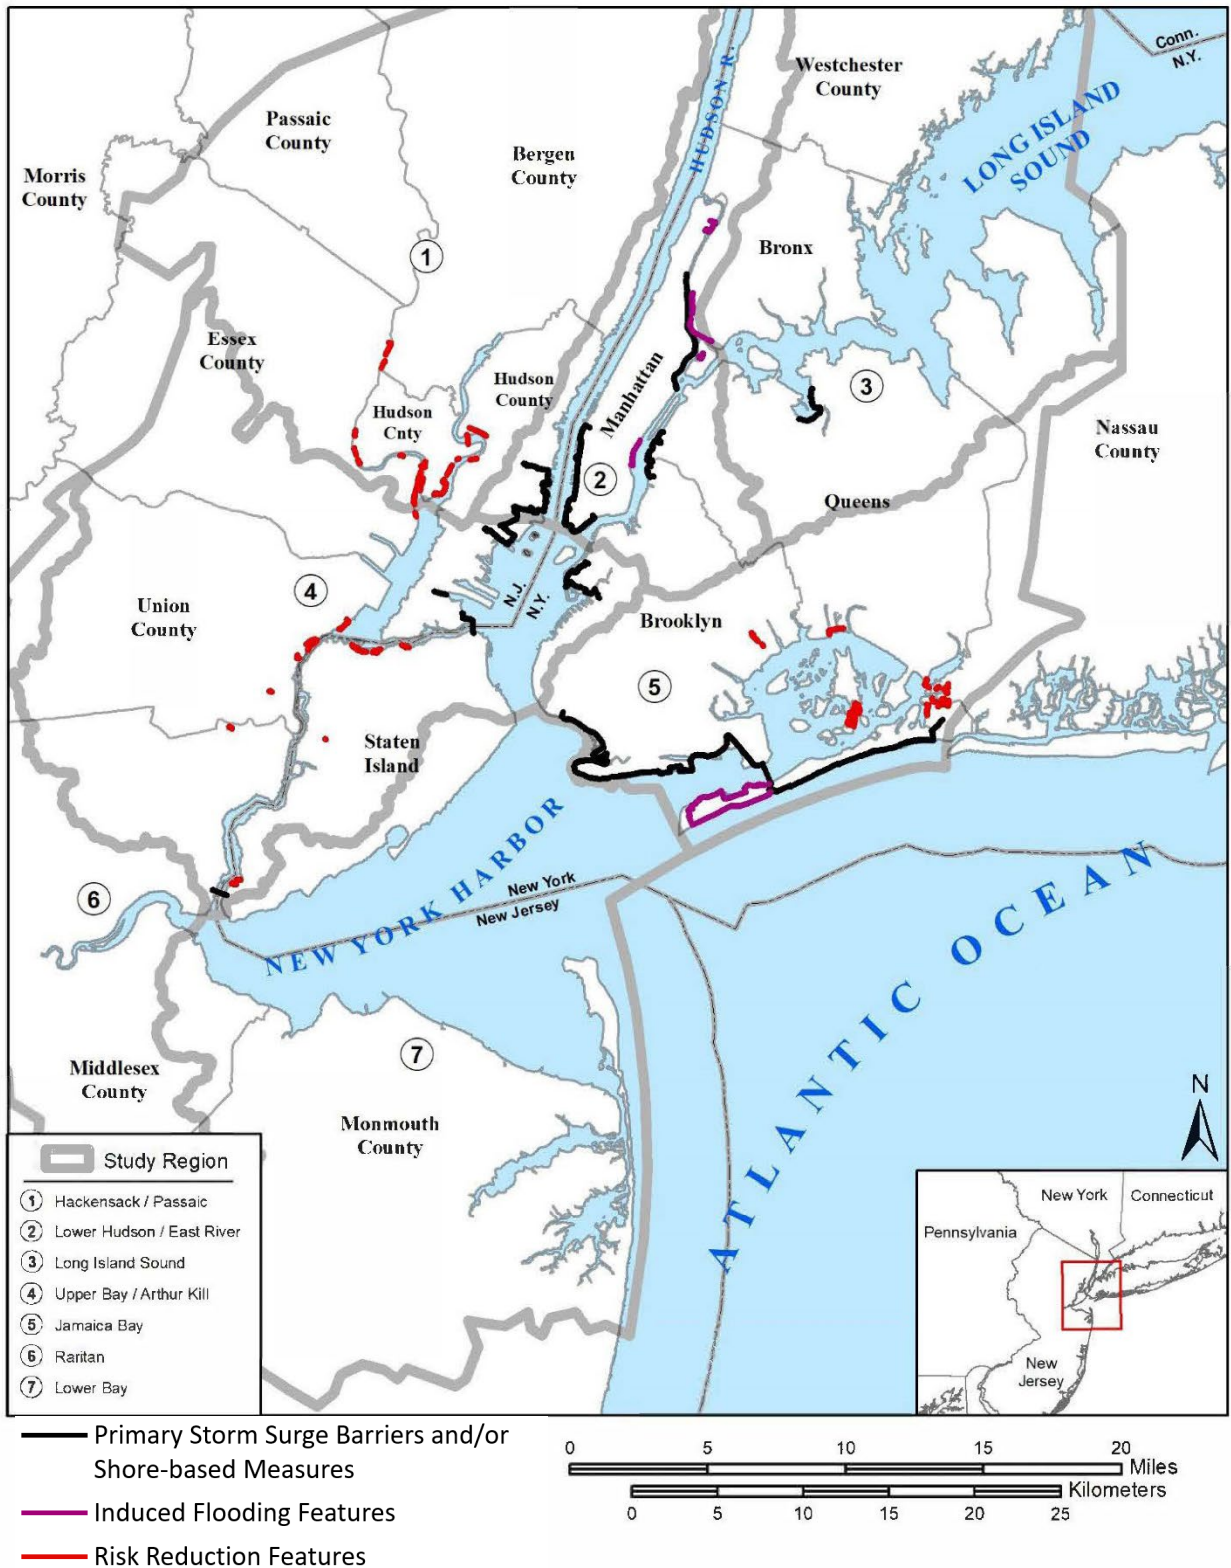 Conn.
N.Y.
Westchester
County
HUDSON R.
LONG ISLAND
SOUND
Passaic
County
Bergen
County
Morris
County
Bronx
1
Essex
County
Hudson
County
Manhattan
3
Hudson
Cnty
Nassau
County
2
Queens
4
N.J.
N.Y.
Union
County
Brooklyn
5
Staten
Island
NEW YORK HARBOR
New York
New Jersey
6
ATLANTIC OCEAN
7
Middlesex
County
Monmouth
County
N
Study Region
1 Hackensack / Passaic
2 Lower Hudson / East River
3 Long Island Sound
4 Upper Bay / Arthur Kill
5 Jamaica Bay
6 Raritan
7 Lower Bay
New York
Connecticut
Pennsylvania
New
Jersey
Primary Storm Surge Barriers and/or
Shore-based Measures
Induced Flooding Features
Risk Reduction Features
0 5 10 15 20
Miles
Kilometers
0 5 10 15 20 25